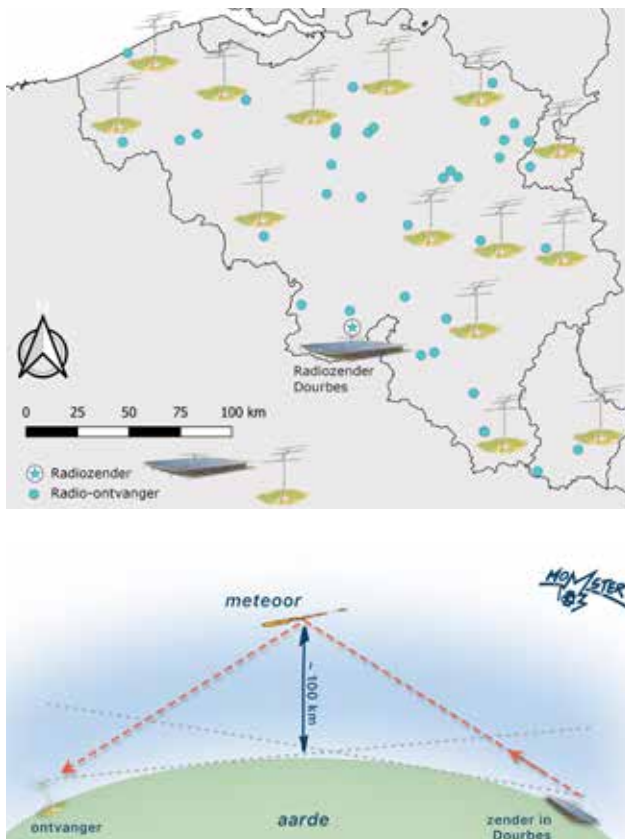 Radiozender
Dourbes
0 25 50 75 100 km
Radiozender
Radio-ontvanger
meteoor
~ 100 km
ontvanger
aarde
zender in
Dourbes